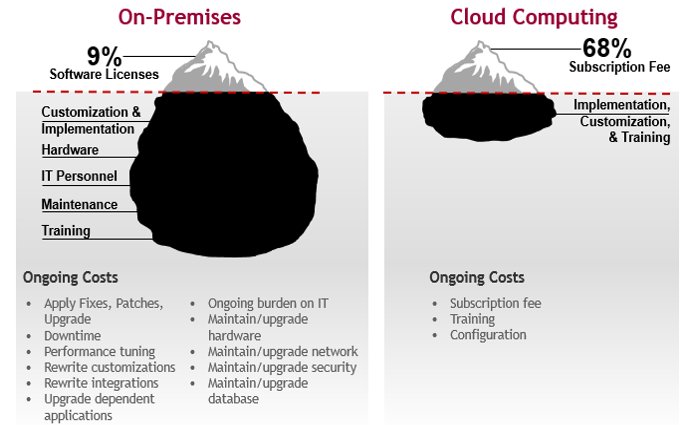 On-Premises
9%
Software Licenses
Customization &
Implementation
Hardware
IT Personnel
Maintenance
Training
Ongoing Costs
• Apply Fixes, Patches,
Upgrade
• Downtime
• Performance tuning
• Rewrite customizations
• Rewrite integrations
• Upgrade dependent
applications
• Ongoing burden on IT
• Maintain/upgrade
hardware
• Maintain/upgrade network
• Maintain/upgrade security
• Maintain/upgrade
database
Cloud Computing
68%
Subscription Fee
Implementation,
Customization,
& Training
Ongoing Costs
• Subscription fee
• Training
• Configuration